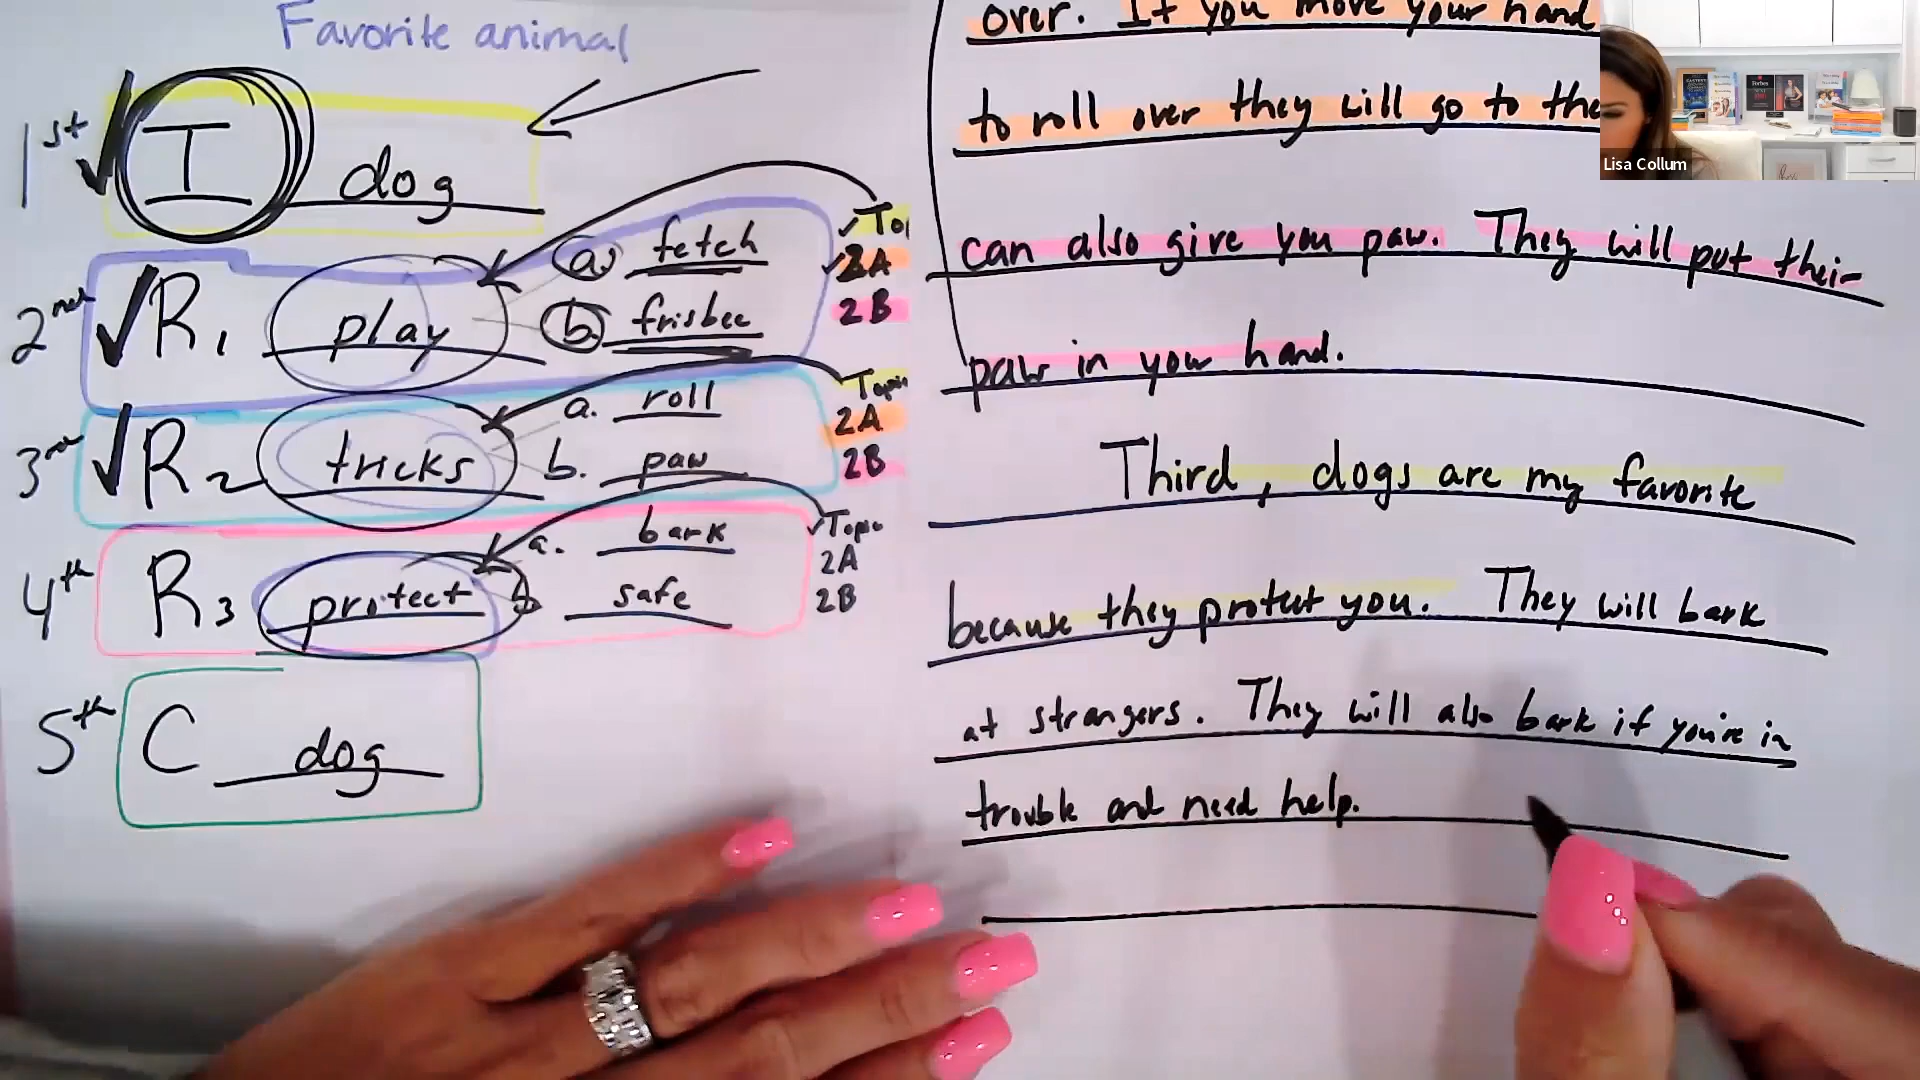 Favorite animal
1st I dog
2nd R1 play a. fetch
b. frisbee
To
2A
2B
3rd R2 tricks a. roll
b. paw
Topic
2A
2B
4th R3 protect a. bark
b safe
Topic
2A
2B
5th C dog
over. If you move your hand
to roll over they will go to the
can also give you paw. They will put their
paw in your hand.
Third, dogs are my favorite
because they protect you. They will bark
at strangers. They will also bark if you're in
trouble and need help.
Lisa Collum
Forbes